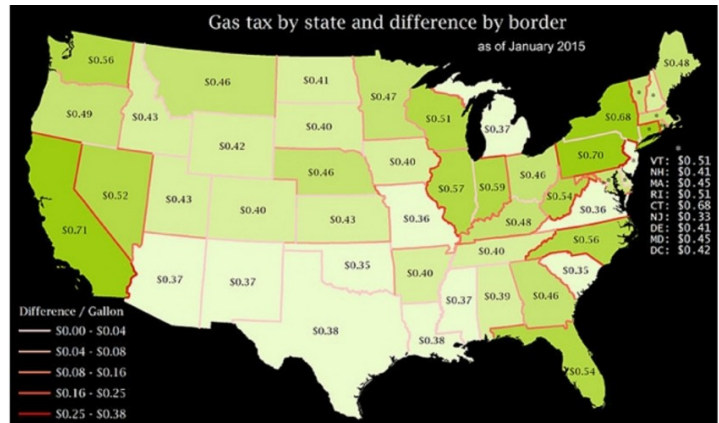 Gas tax by state and difference by border
as of January 2015
$0.56
$0.46
$0.41
$0.47
$0.48
$0.49
$0.43
$0.42
$0.40
$0.51
$0.37
$0.68
$0.70
$0.71
$0.52
$0.43
$0.40
$0.46
$0.43
$0.40
$0.36
$0.57
$0.59
$0.46
$0.54
$0.36
$0.48
$0.56
$0.40
$0.35
$0.37
$0.37
$0.35
$0.40
$0.37
$0.39
$0.46
$0.38
$0.38
$0.54
VT: $0.51
NH: $0.41
MA: $0.45
RI: $0.51
CT: $0.68
NJ: $0.33
DE: $0.41
MD: $0.45
DC: $0.42
Difference / Gallon
$0.00 - $0.04
$0.04 - $0.08
$0.08 - $0.16
$0.16 - $0.25
$0.25 - $0.38